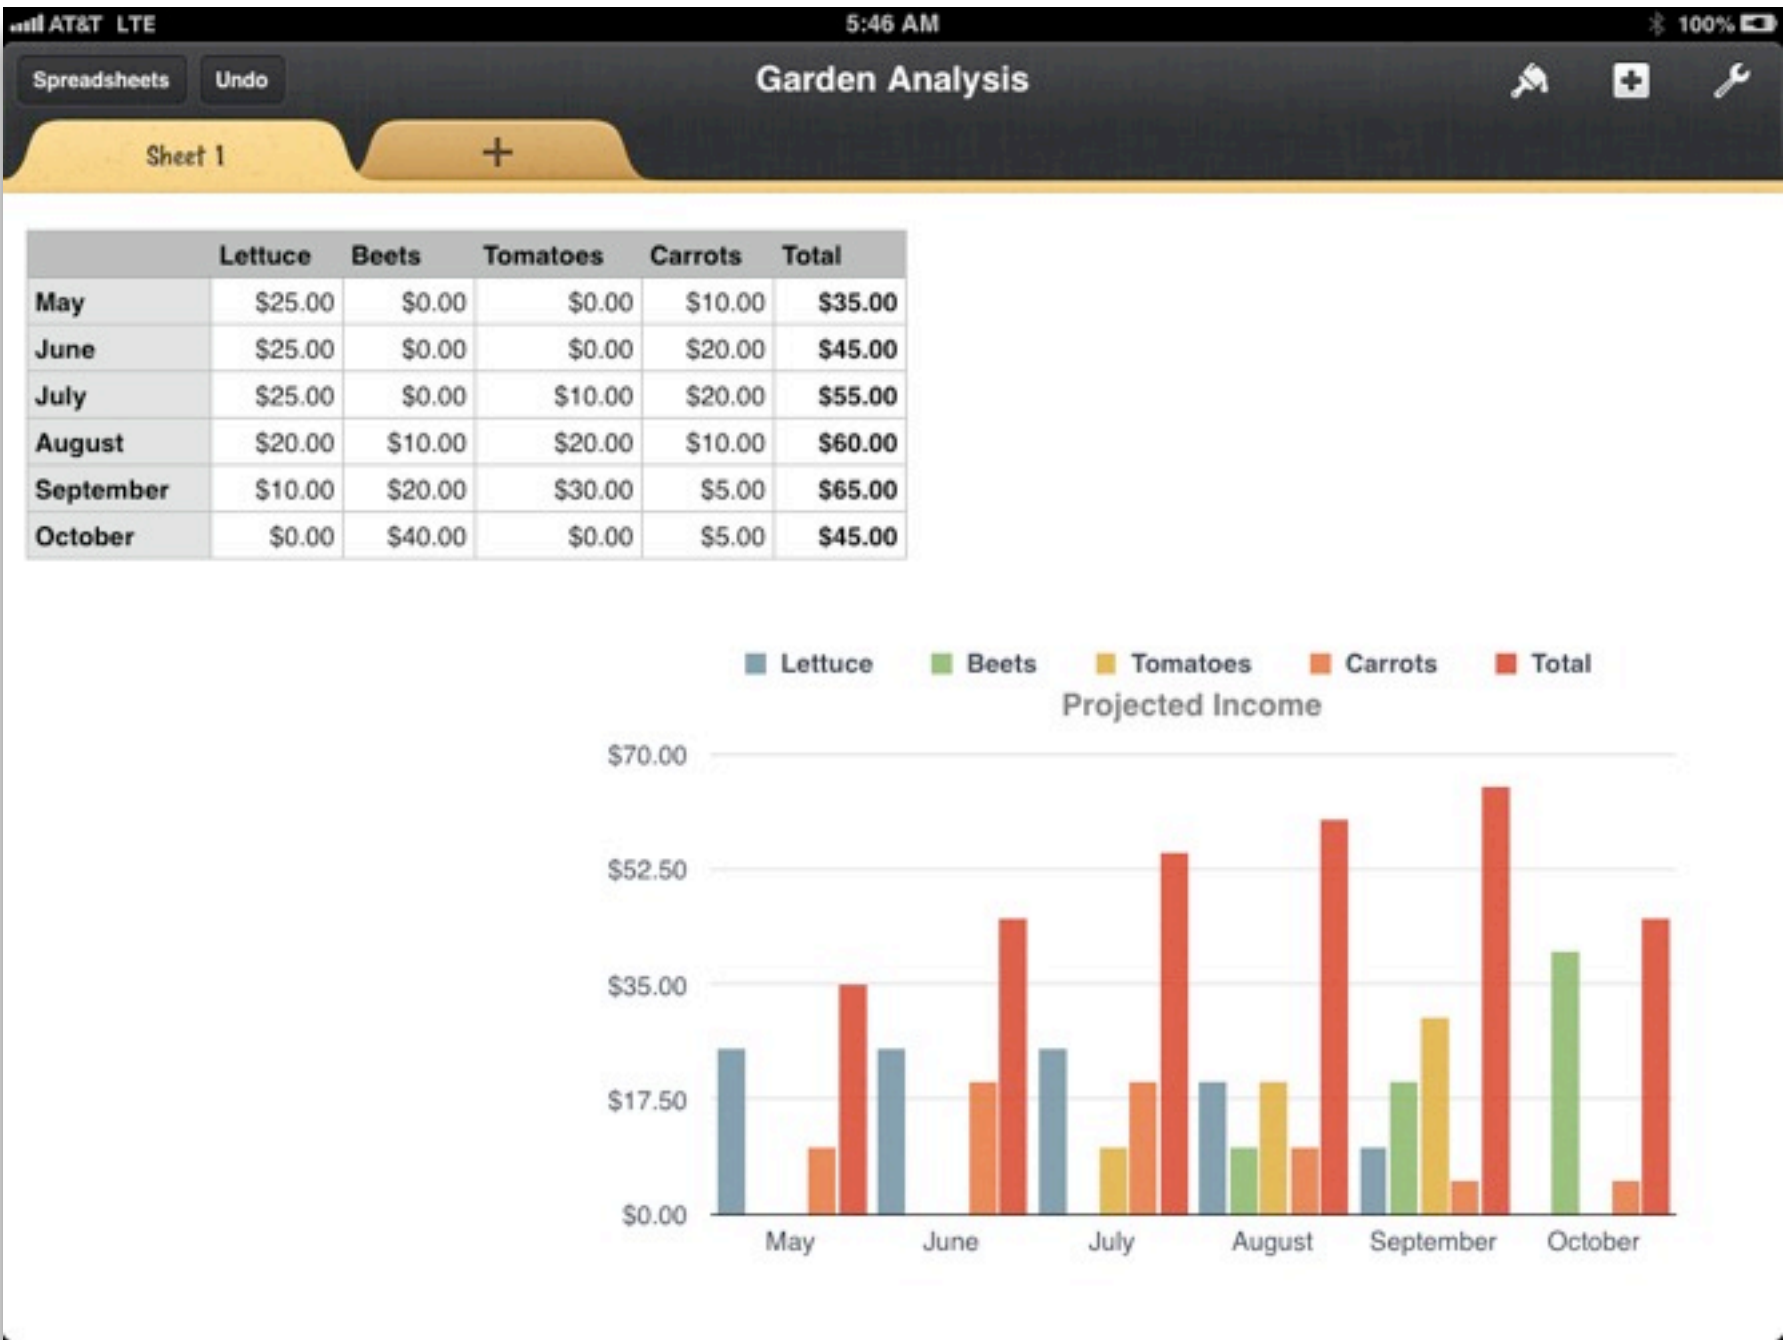 AT&T LTE 5:46 AM 100%
Spreadsheets Undo Garden Analysis
Sheet 1 +
Lettuce Beets Tomatoes Carrots Total
May $25.00 $0.00 $0.00 $10.00 $35.00
June $25.00 $0.00 $0.00 $20.00 $45.00
July $25.00 $0.00 $10.00 $20.00 $55.00
August $20.00 $10.00 $20.00 $10.00 $60.00
September $10.00 $20.00 $30.00 $5.00 $65.00
October $0.00 $40.00 $0.00 $5.00 $45.00
Lettuce Beets Tomatoes Carrots Total
Projected Income
$70.00
$52.50
$35.00
$17.50
$0.00
May June July August September October